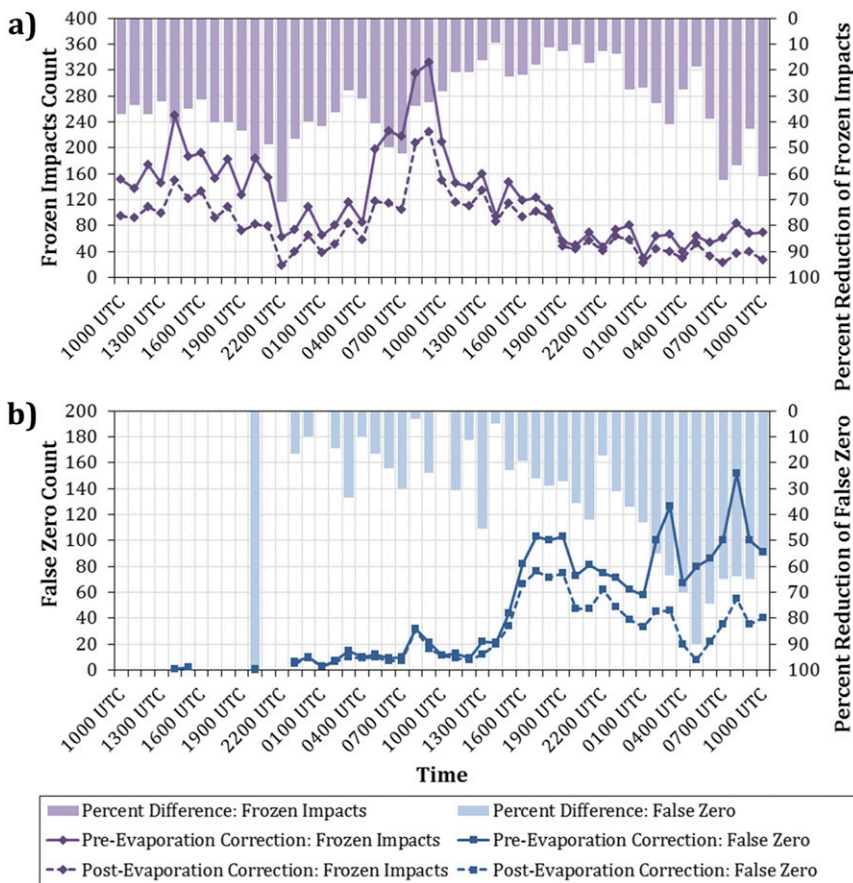 a)
Frozen Impacts Count
400
360
320
280
240
200
160
120
80
40
0
0
10
20
30
40
50
60
70
80
90
100
Percent Reduction of Frozen Impacts
1000 UTC
1300 UTC
1600 UTC
1900 UTC
2200 UTC
0100 UTC
0400 UTC
0700 UTC
1000 UTC
1300 UTC
1600 UTC
1900 UTC
2200 UTC
0100 UTC
0400 UTC
0700 UTC
1000 UTC
b)
False Zero Count
200
180
160
140
120
100
80
60
40
20
0
0
10
20
30
40
50
60
70
80
90
100
Percent Reduction of False Zero
1000 UTC
1300 UTC
1600 UTC
1900 UTC
2200 UTC
0100 UTC
0400 UTC
0700 UTC
1000 UTC
1300 UTC
1600 UTC
1900 UTC
2200 UTC
0100 UTC
0400 UTC
0700 UTC
1000 UTC
Time
Percent Difference: Frozen Impacts
Percent Difference: False Zero
Pre-Evaporation Correction: Frozen Impacts
Pre-Evaporation Correction: False Zero
Post-Evaporation Correction: Frozen Impacts
Post-Evaporation Correction: False Zero